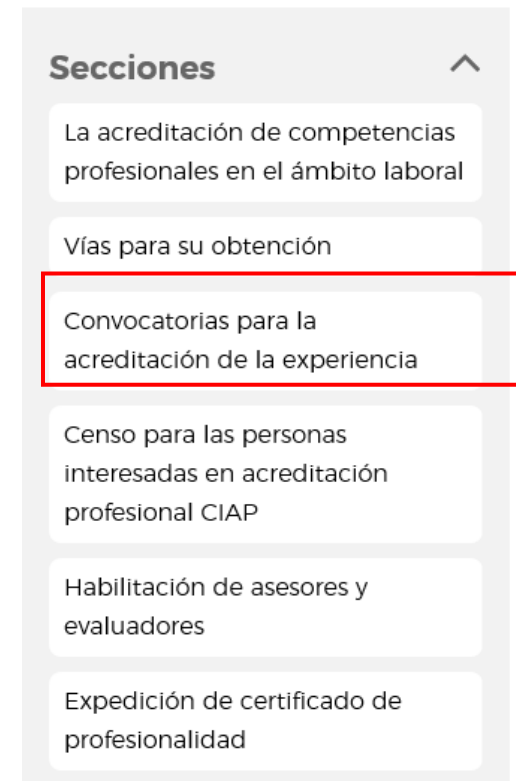 Secciones
La acreditación de competencias
profesionales en el ámbito laboral
Vías para su obtención
Convocatorias para la
acreditación de la experiencia
Censo para las personas
interesadas en acreditación
profesional CIAP
Habilitación de asesores y
evaluadores
Expedición de certificado de
profesionalidad